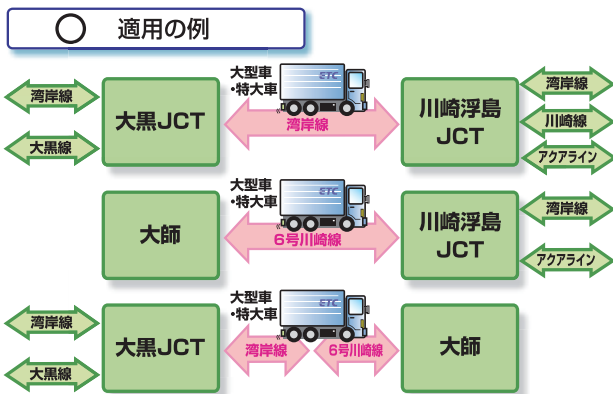 ○ 適用の例
湾岸線
大黒線
大黒JCT
大型車
・特大車
ETC
湾岸線
川崎浮島
JCT
湾岸線
川崎線
アクアライン
大師
大型車
・特大車
ETC
6号川崎線
川崎浮島
JCT
湾岸線
アクアライン
湾岸線
大黒線
大黒JCT
大型車
・特大車
ETC
湾岸線
6号川崎線
大師